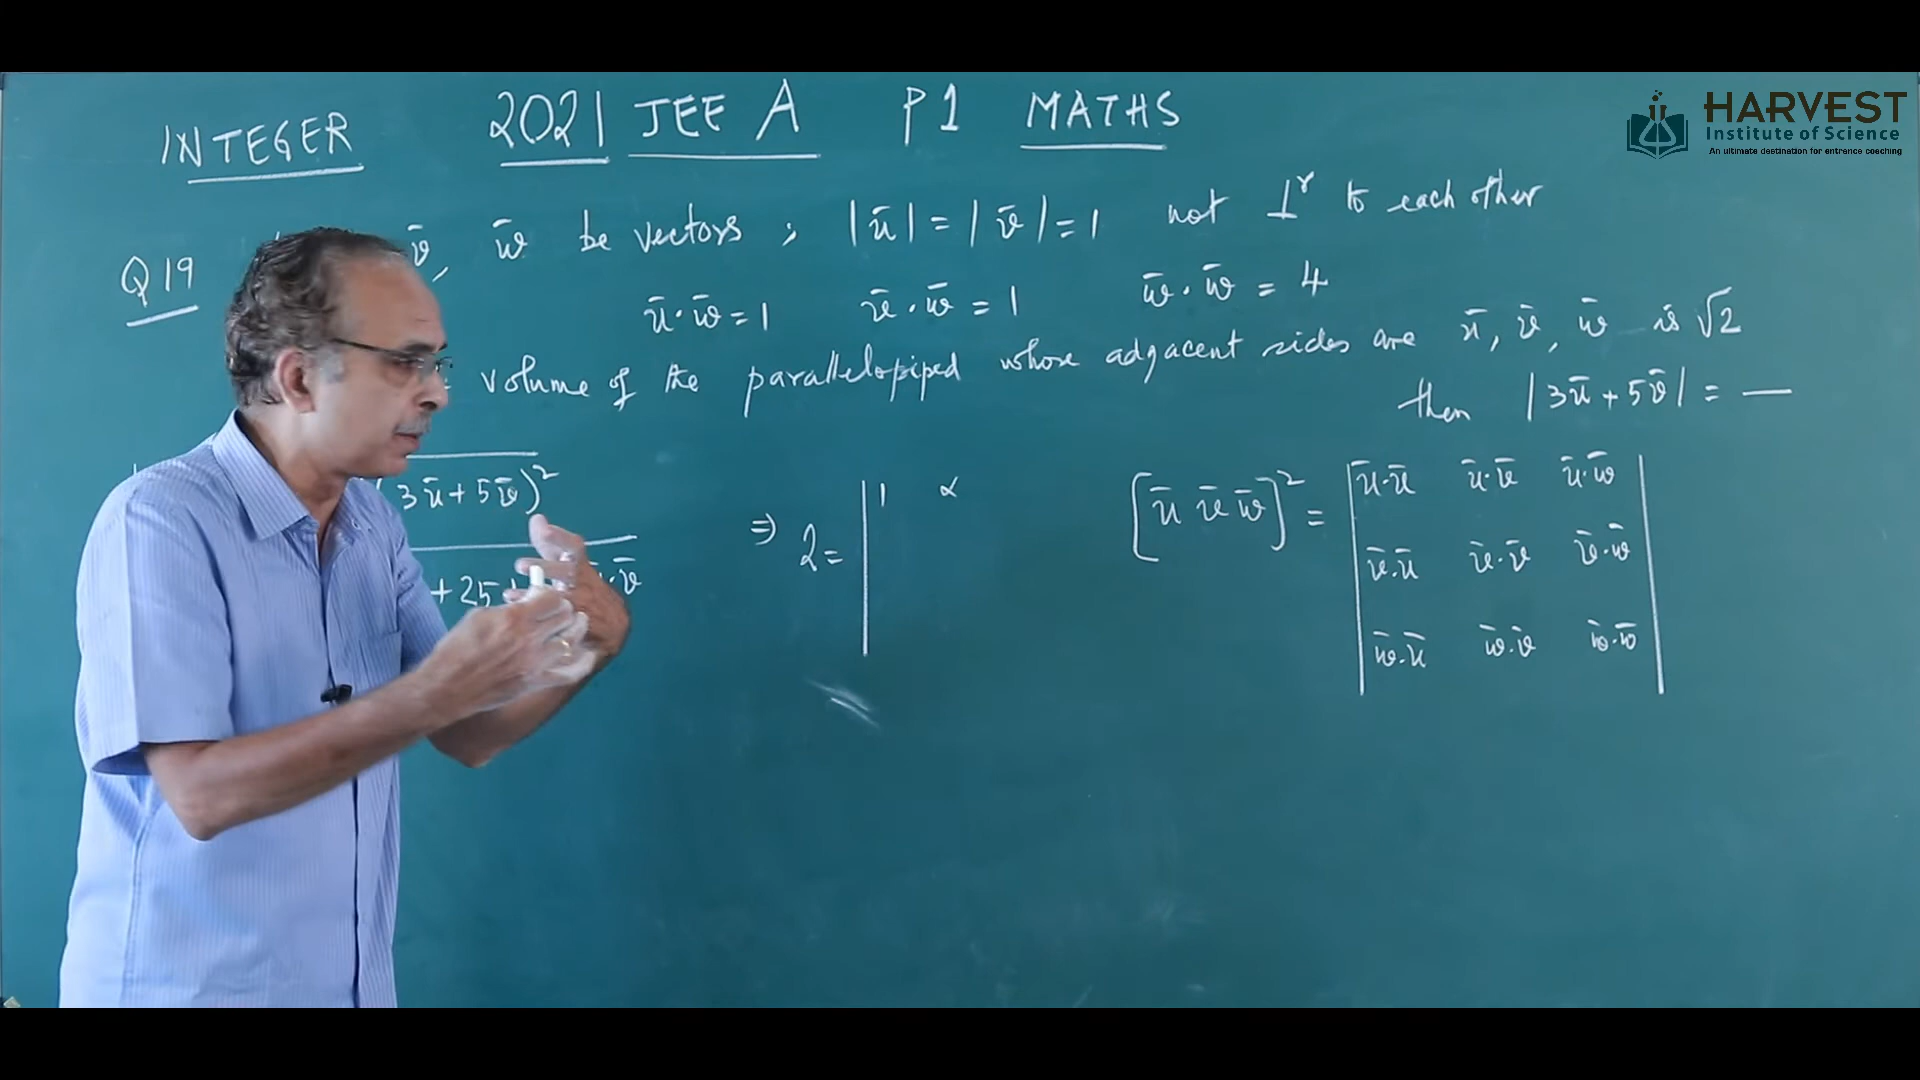 HARVEST
Institute of Science
An ultimate destination for entrance coaching
INTEGER 2021 JEE A P1 MATHS
Q19 v̄, w̄ be vectors ; |ū| = |v̄| = 1 not ⊥ʳ to each other
ū·w̄ = 1 v̄·w̄ = 1 w̄·w̄ = 4
volume of the parallelopiped whose adjacent sides are ū, v̄, w̄ is √2
then |3ū + 5v̄| = —
3ū + 5v̄)²
+ 25 + v̄
⇒ 2 = | 1 α
[ū v̄ w̄]² = | ū·ū ū·v̄ ū·w̄
v̄·ū v̄·v̄ v̄·w̄
w̄·ū w̄·v̄ w̄·w̄ |